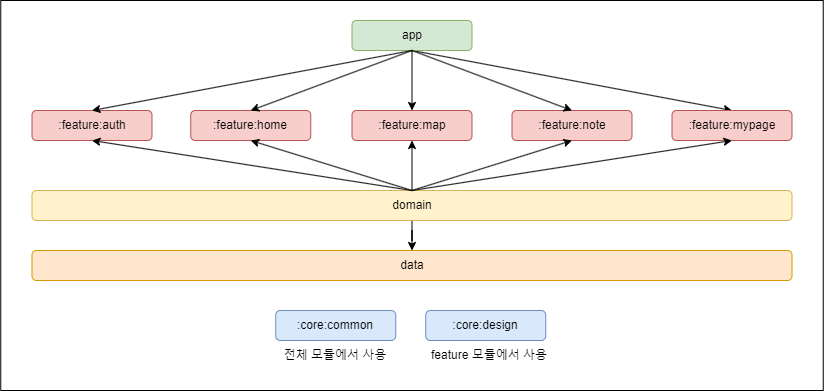 app
:feature:auth
:feature:home
:feature:map
:feature:note
:feature:mypage
domain
data
:core:common
:core:design
전체 모듈에서 사용
feature 모듈에서 사용